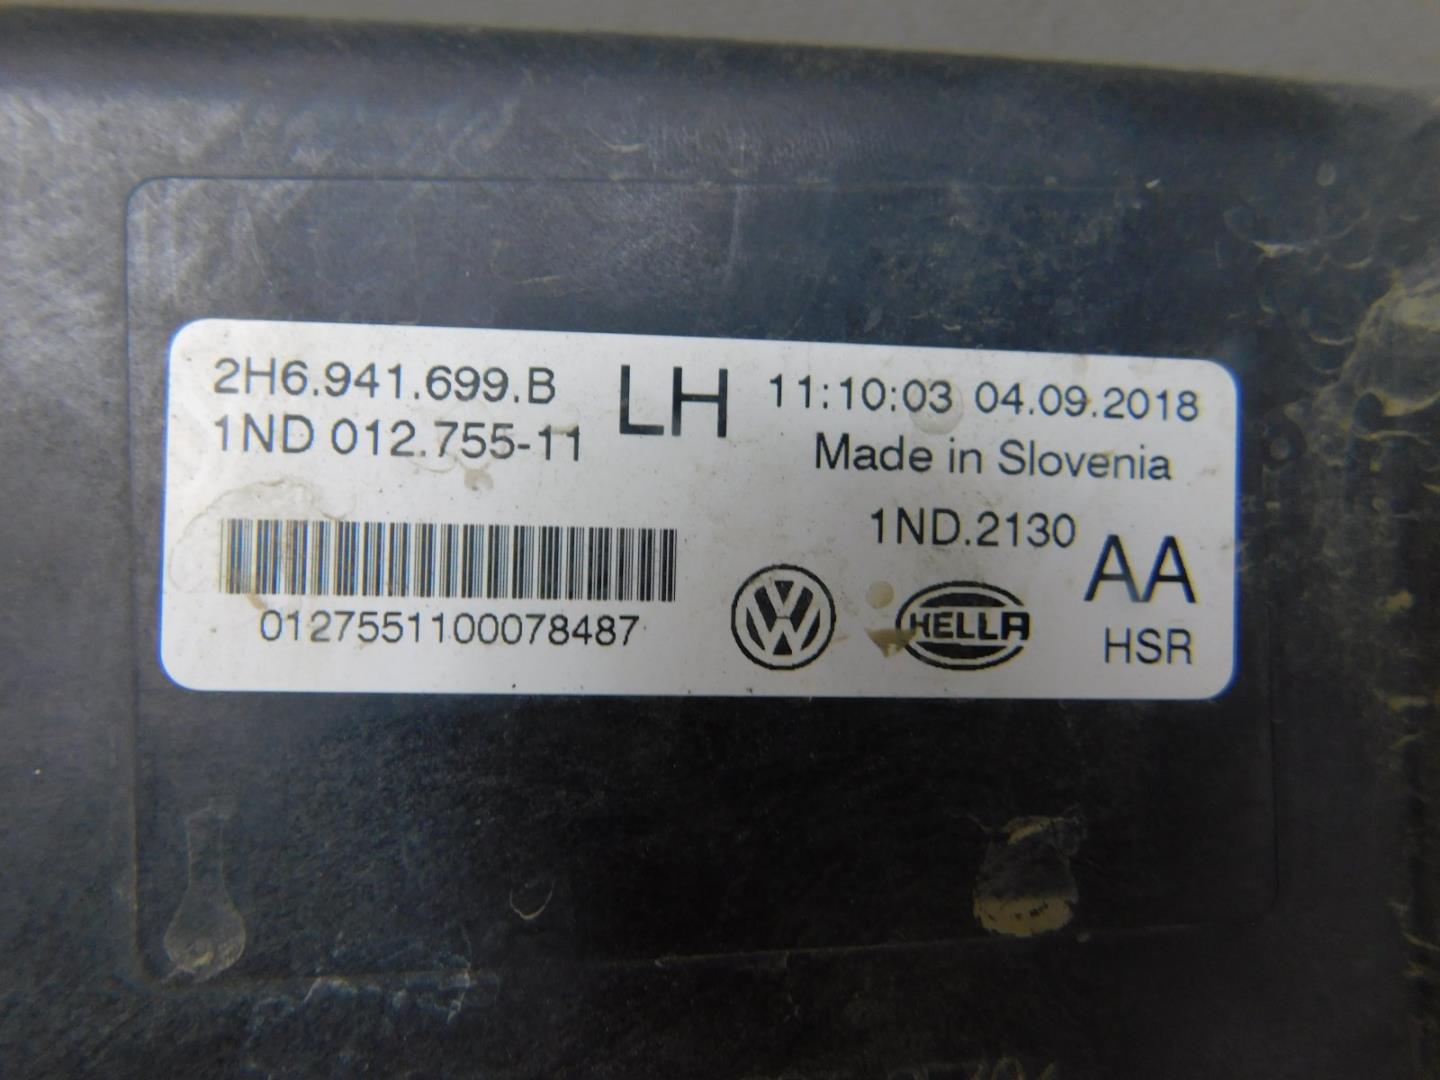 2H6.941.699.B LH 11:10:03 04.09.2018
1ND 012.755-11 Made in Slovenia
1ND.2130 AA
0127551100078487 VW HELLA HSR